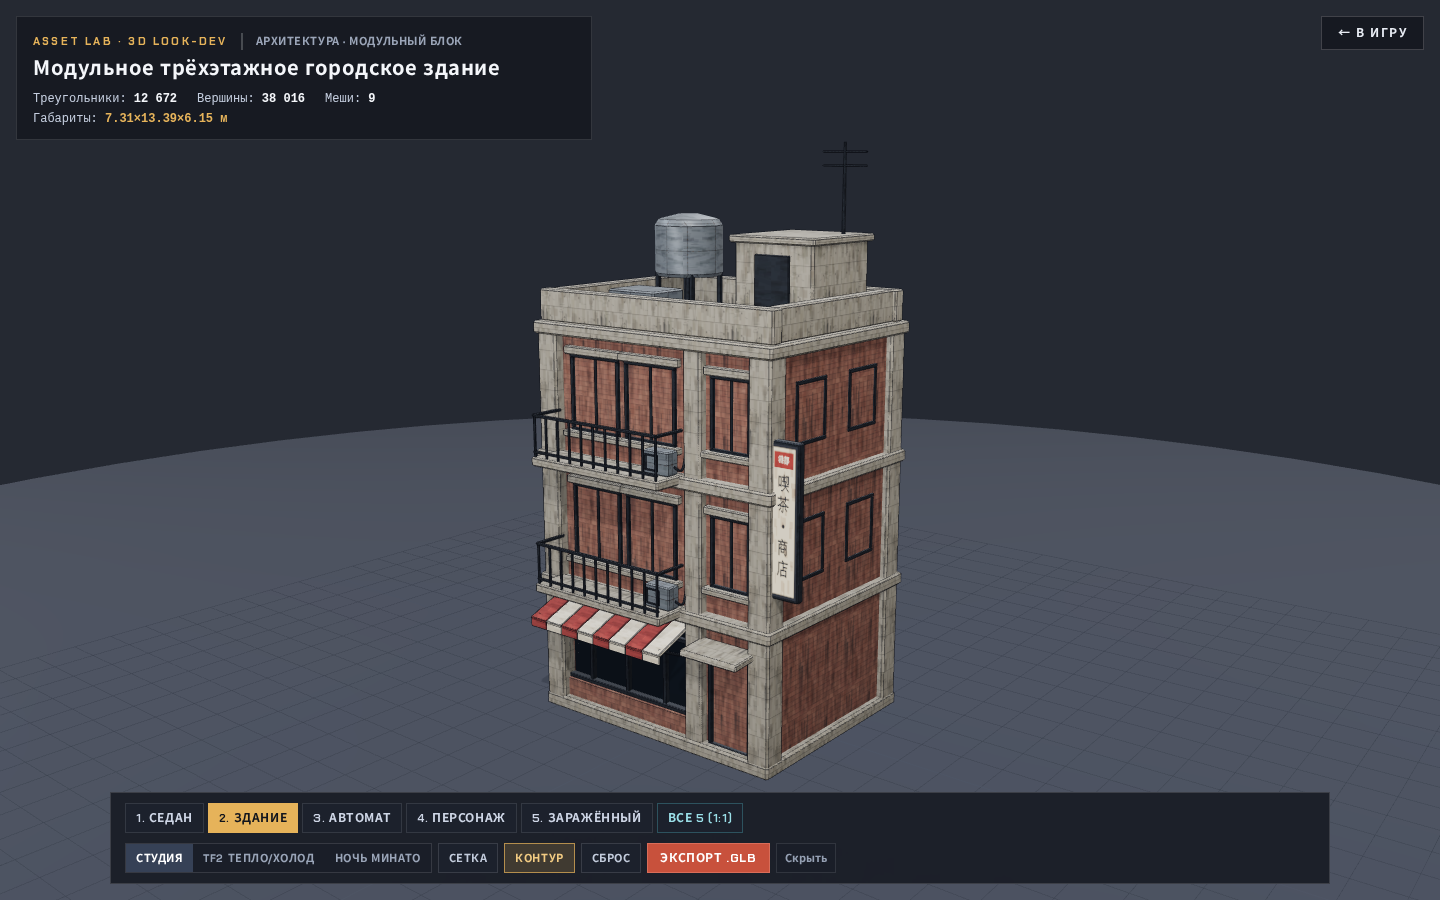 ASSET LAB · 3D LOOK-DEV | АРХИТЕКТУРА · МОДУЛЬНЫЙ БЛОК
← В ИГРУ
Модульное трёхэтажное городское здание
Треугольники: 12 672 Вершины: 38 016 Меши: 9
Габариты: 7.31×13.39×6.15 м
喫茶・商店
1. СЕДАН 2. ЗДАНИЕ 3. АВТОМАТ 4. ПЕРСОНАЖ 5. ЗАРАЖЁННЫЙ ВСЕ 5 (1:1)
СТУДИЯ TF2 ТЕПЛО/ХОЛОД НОЧЬ МИНАТО СЕТКА КОНТУР СБРОС ЭКСПОРТ .GLB Скрыть